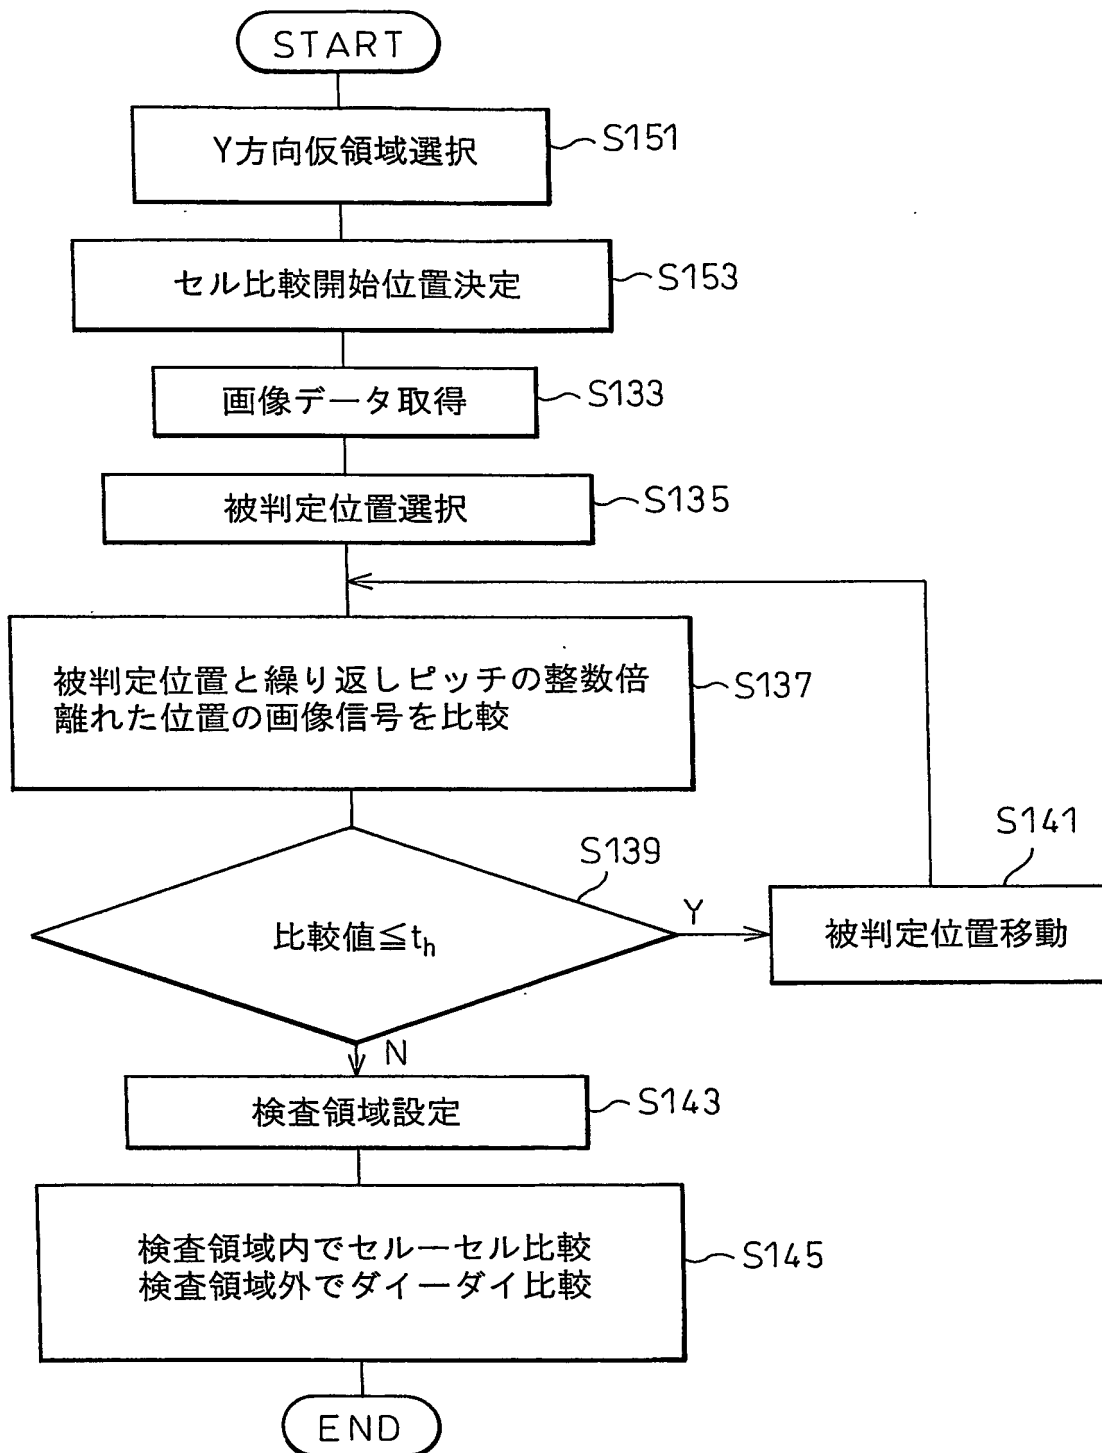 START
Y方向仮領域選択
S151
セル比較開始位置決定
S153
画像データ取得
S133
被判定位置選択
S135
被判定位置と繰り返しピッチの整数倍
離れた位置の画像信号を比較
S137
S139
比較値≦th
Y
S141
被判定位置移動
N
検査領域設定
S143
検査領域内でセルーセル比較
検査領域外でダイーダイ比較
S145
END